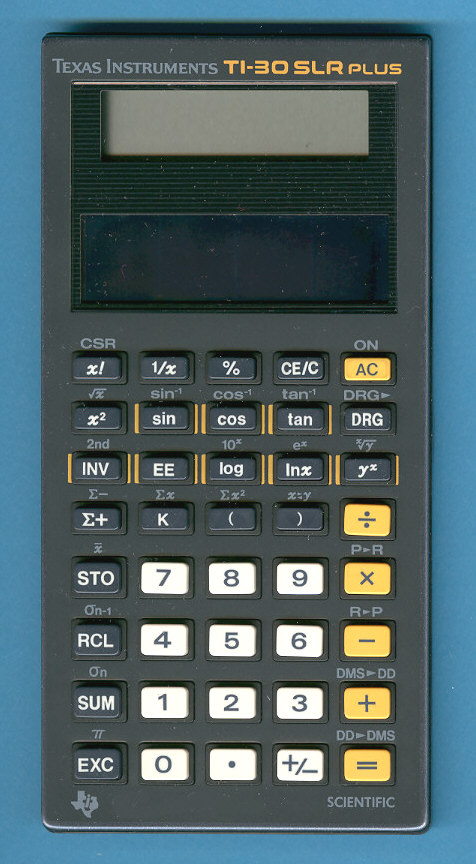 TEXAS INSTRUMENTS TI-30 SLR PLUS
CSR ON
x! 1/x % CE/C AC
√x sin⁻¹ cos⁻¹ tan⁻¹ DRG►
x² sin cos tan DRG
2nd 10ˣ eˣ ˣ√y
INV EE log lnx yˣ
Σ− Σx Σx² x:y
Σ+ K ( ) ÷
x̄ P►R
STO 7 8 9 ×
σn-1 R►P
RCL 4 5 6 −
σn DMS►DD
SUM 1 2 3 +
π DD►DMS
EXC 0 . +/− =
SCIENTIFIC